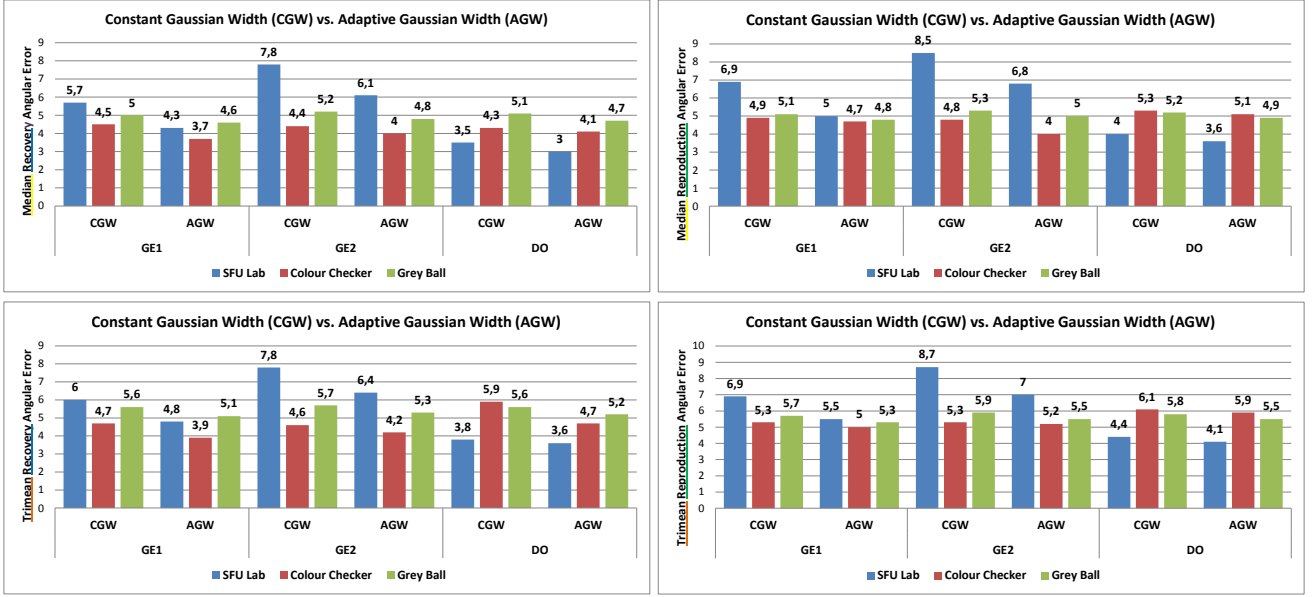 Constant Gaussian Width (CGW) vs. Adaptive Gaussian Width (AGW)
Median Recovery Angular Error
9
8
7
6
5
4
3
2
1
0
5,7 4,5 5 4,3 3,7 4,6 7,8 4,4 5,2 6,1 4 4,8 3,5 4,3 5,1 3 4,1 4,7
CGW AGW CGW AGW CGW AGW
GE1 GE2 DO
SFU Lab Colour Checker Grey Ball
Constant Gaussian Width (CGW) vs. Adaptive Gaussian Width (AGW)
Median Reproduction Angular Error
9
8
7
6
5
4
3
2
1
0
6,9 4,9 5,1 5 4,7 4,8 8,5 4,8 5,3 6,8 4 5 4 5,3 5,2 3,6 5,1 4,9
CGW AGW CGW AGW CGW AGW
GE1 GE2 DO
SFU Lab Colour Checker Grey Ball
Constant Gaussian Width (CGW) vs. Adaptive Gaussian Width (AGW)
Trimean Recovery Angular Error
9
8
7
6
5
4
3
2
1
0
6 4,7 5,6 4,8 3,9 5,1 7,8 4,6 5,7 6,4 4,2 5,3 3,8 5,9 5,6 3,6 4,7 5,2
CGW AGW CGW AGW CGW AGW
GE1 GE2 DO
SFU Lab Colour Checker Grey Ball
Constant Gaussian Width (CGW) vs. Adaptive Gaussian Width (AGW)
Trimean Reproduction Angular Error
10
9
8
7
6
5
4
3
2
1
0
6,9 5,3 5,7 5,5 5 5,3 8,7 5,3 5,9 7 5,2 5,5 4,4 6,1 5,8 4,1 5,9 5,5
CGW AGW CGW AGW CGW AGW
GE1 GE2 DO
SFU Lab Colour Checker Grey Ball